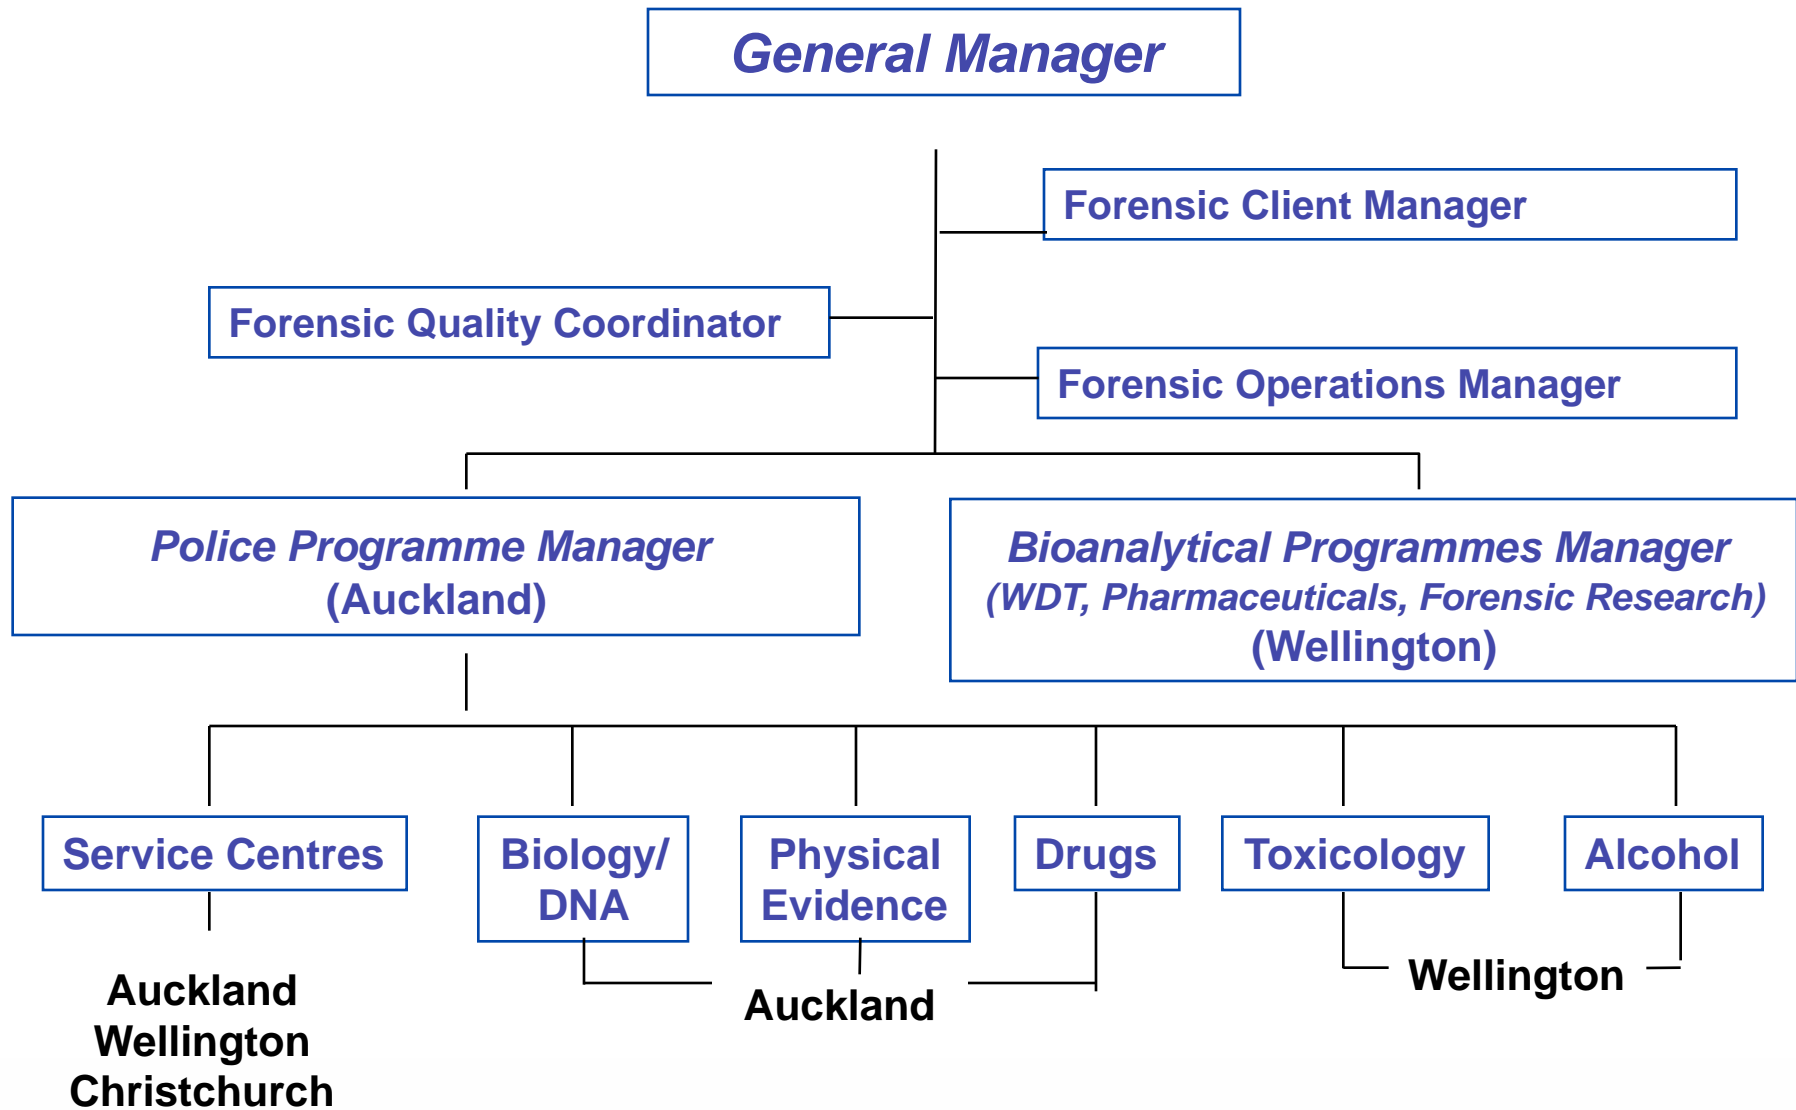 General Manager
Forensic Client Manager
Forensic Quality Coordinator
Forensic Operations Manager
Police Programme Manager
(Auckland)
Bioanalytical Programmes Manager
(WDT, Pharmaceuticals, Forensic Research)
(Wellington)
Service Centres
Biology/
DNA
Physical
Evidence
Drugs
Toxicology
Alcohol
Auckland
Wellington
Christchurch
Auckland
Wellington